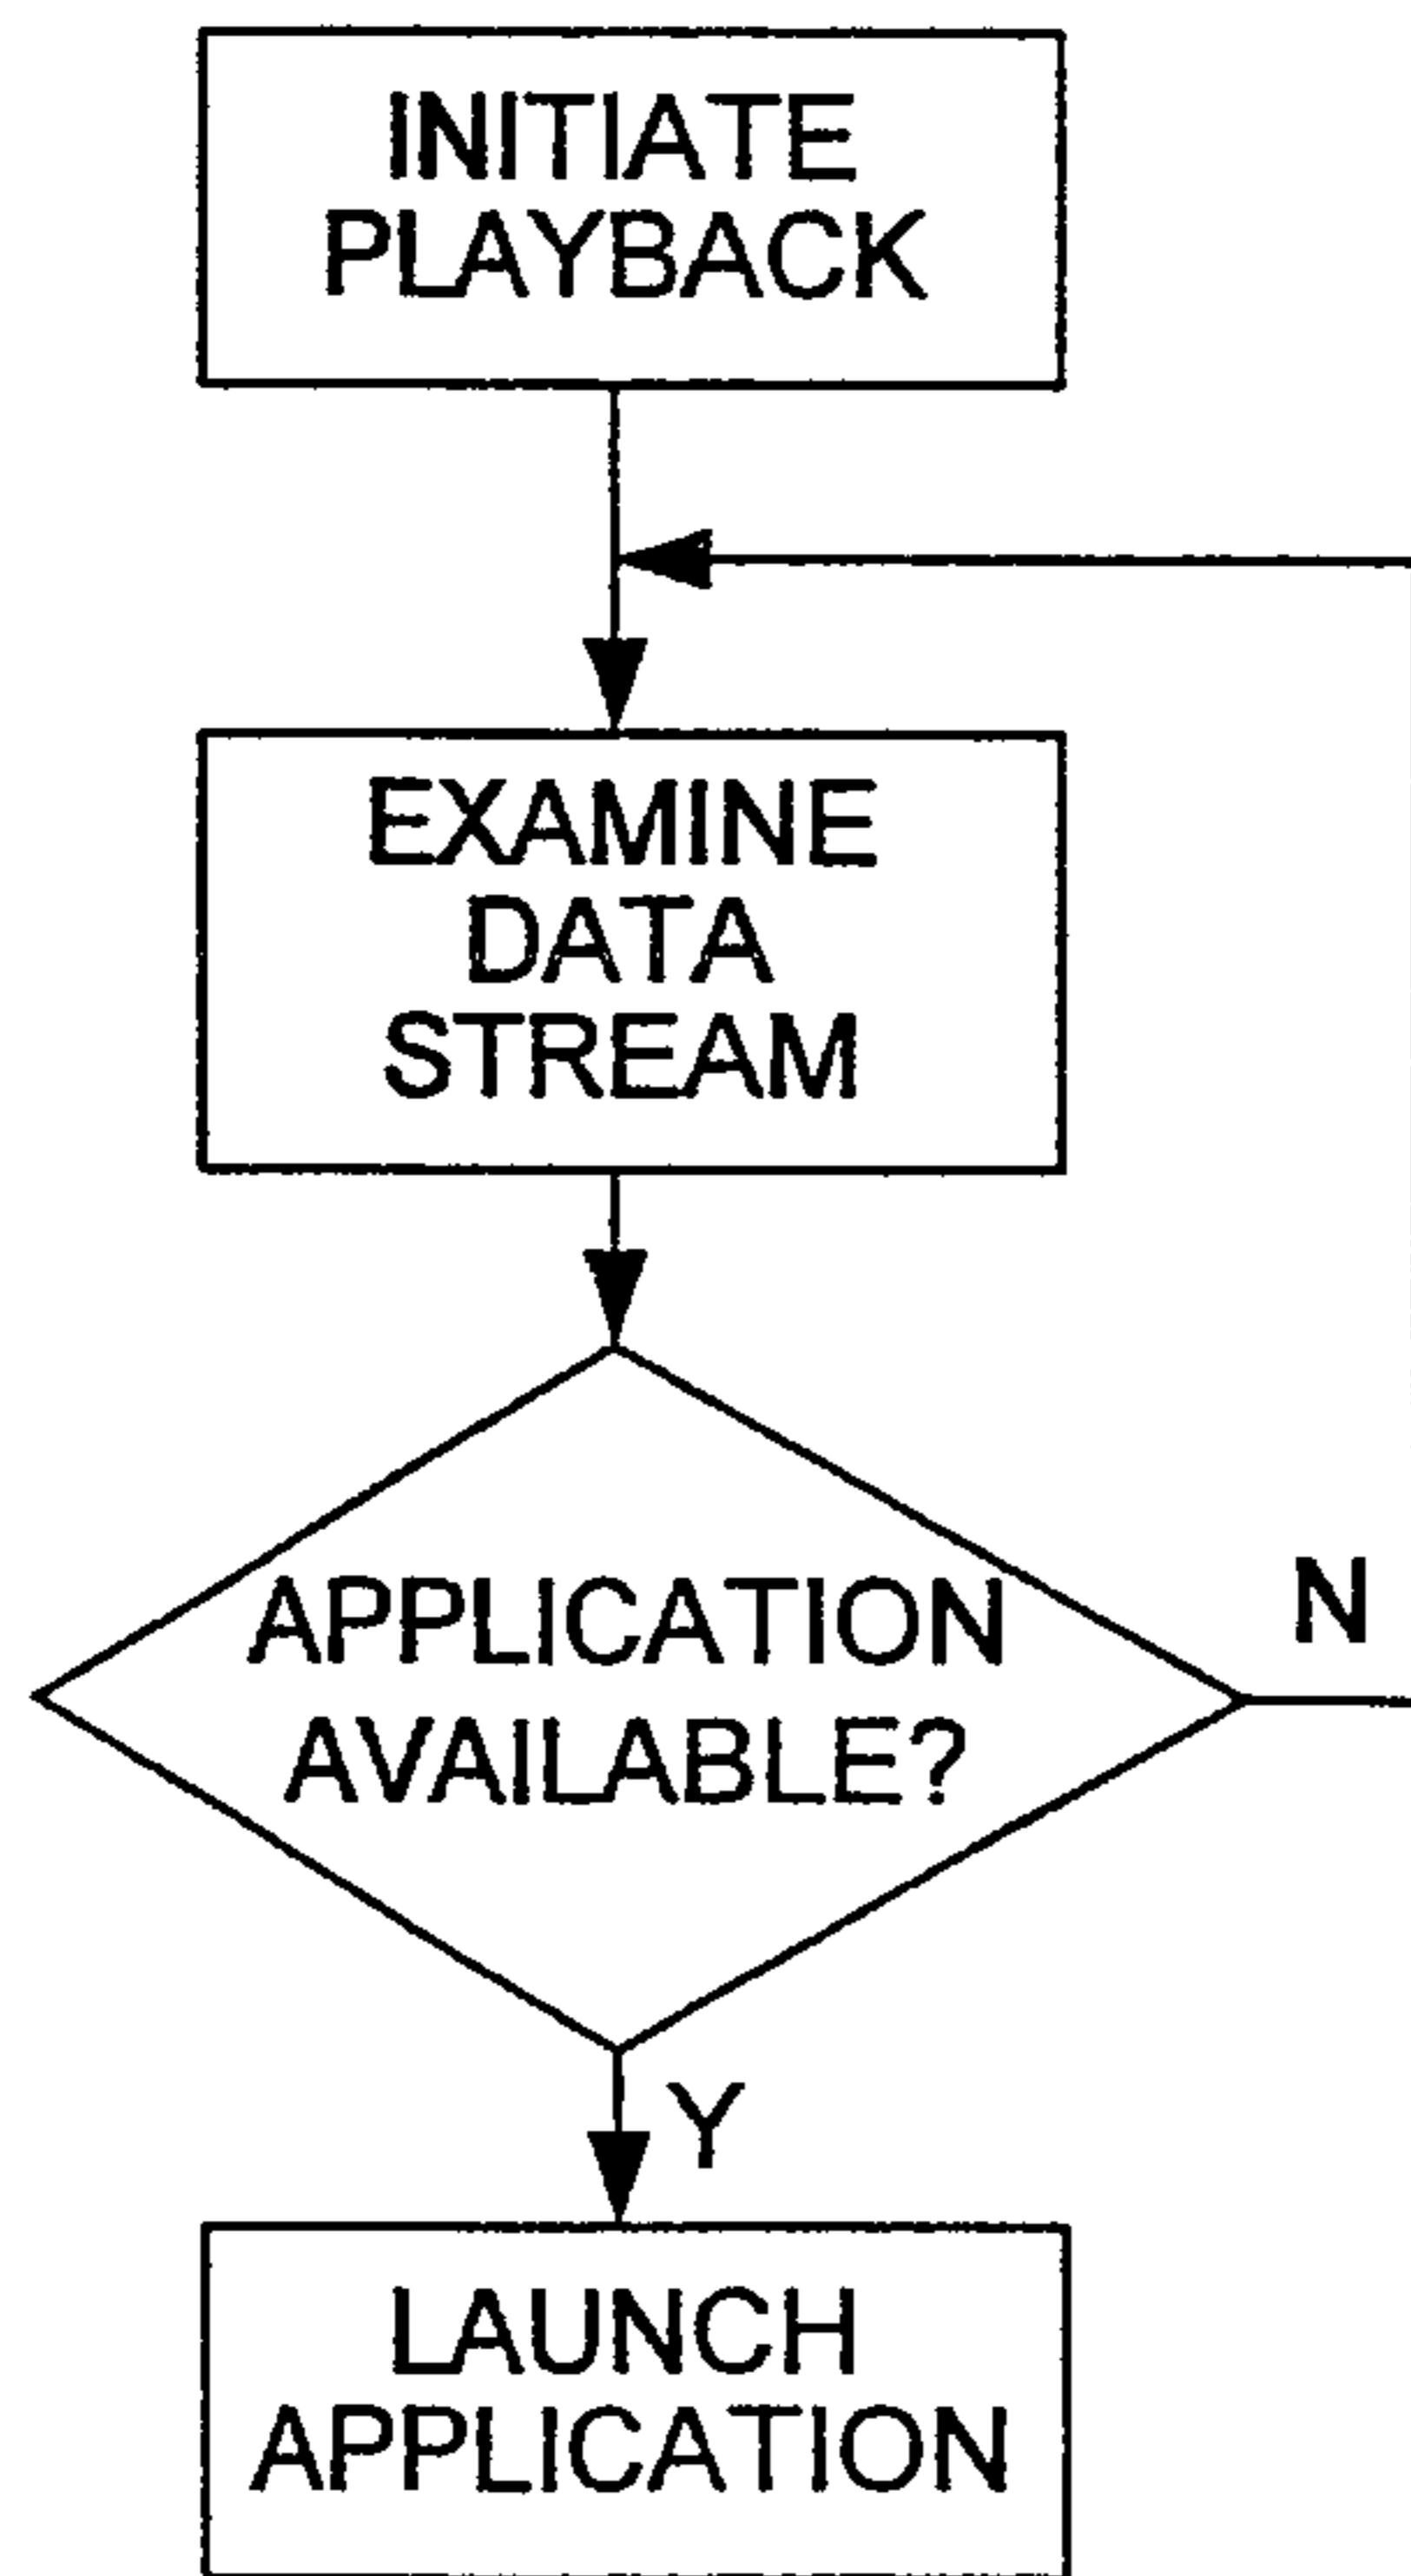 INITIATE
PLAYBACK
EXAMINE
DATA
STREAM
APPLICATION
AVAILABLE?
N
Y
LAUNCH
APPLICATION